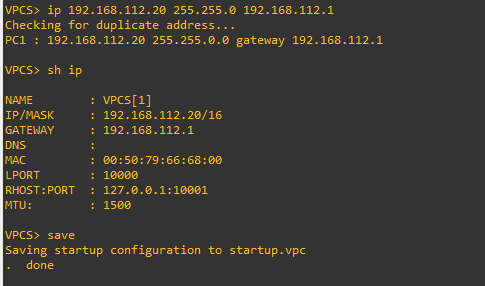 VPCS> ip 192.168.112.20 255.255.0 192.168.112.1
Checking for duplicate address...
PC1 : 192.168.112.20 255.255.0.0 gateway 192.168.112.1
VPCS> sh ip
NAME : VPCS[1]
IP/MASK : 192.168.112.20/16
GATEWAY : 192.168.112.1
DNS :
MAC : 00:50:79:66:68:00
LPORT : 10000
RHOST:PORT : 127.0.0.1:10001
MTU: : 1500
VPCS> save
Saving startup configuration to startup.vpc
. done